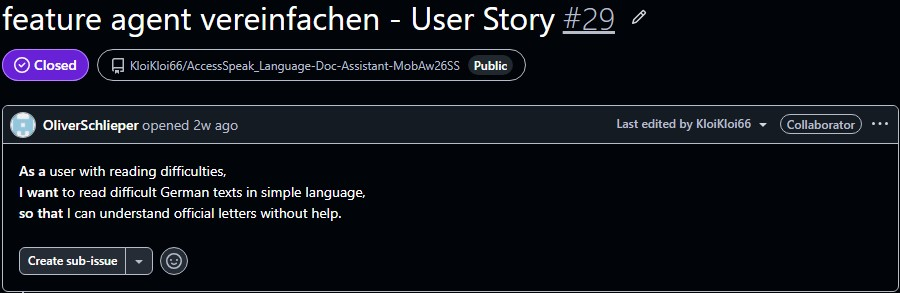 feature agent vereinfachen - User Story #29
Closed KloiKloi66/AccessSpeak_Language-Doc-Assistant-MobAw26SS Public
OliverSchlieper opened 2w ago Last edited by KloiKloi66 Collaborator
As a user with reading difficulties,
I want to read difficult German texts in simple language,
so that I can understand official letters without help.
Create sub-issue